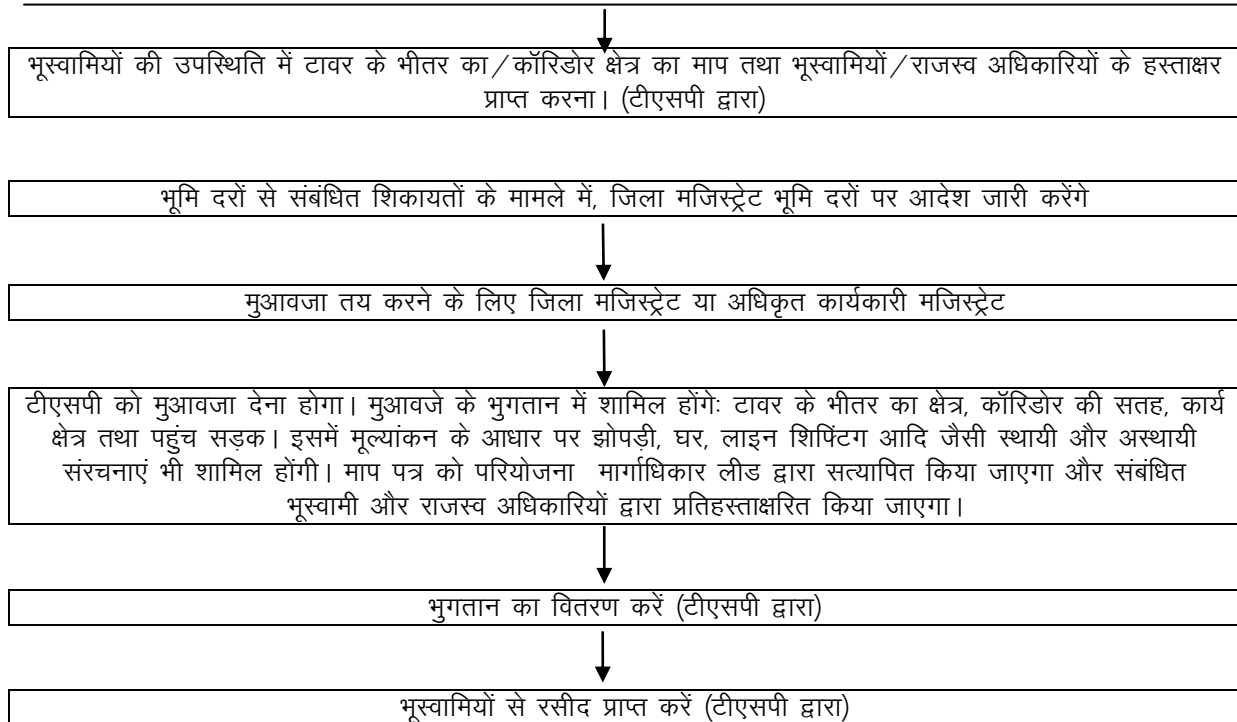 भूस्वामियों की उपस्थिति में टावर के भीतर का/कॉरिडोर क्षेत्र का माप तथा भूस्वामियों/राजस्व अधिकारियों के हस्ताक्षर
प्राप्त करना। (टीएसपी द्वारा)
भूमि दरों से संबंधित शिकायतों के मामले में, जिला मजिस्ट्रेट भूमि दरों पर आदेश जारी करेंगे
मुआवजा तय करने के लिए जिला मजिस्ट्रेट या अधिकृत कार्यकारी मजिस्ट्रेट
टीएसपी को मुआवजा देना होगा। मुआवजे के भुगतान में शामिल होंगेः टावर के भीतर का क्षेत्र, कॉरिडोर की सतह, कार्य
क्षेत्र तथा पहुंच सड़क। इसमें मूल्यांकन के आधार पर झोपड़ी, घर, लाइन शिफ्टिंग आदि जैसी स्थायी और अस्थायी
संरचनाएं भी शामिल होंगी। माप पत्र को परियोजना मार्गाधिकार लीड द्वारा सत्यापित किया जाएगा और संबंधित
भूस्वामी और राजस्व अधिकारियों द्वारा प्रतिहस्ताक्षरित किया जाएगा।
भुगतान का वितरण करें (टीएसपी द्वारा)
भूस्वामियों से रसीद प्राप्त करें (टीएसपी द्वारा)